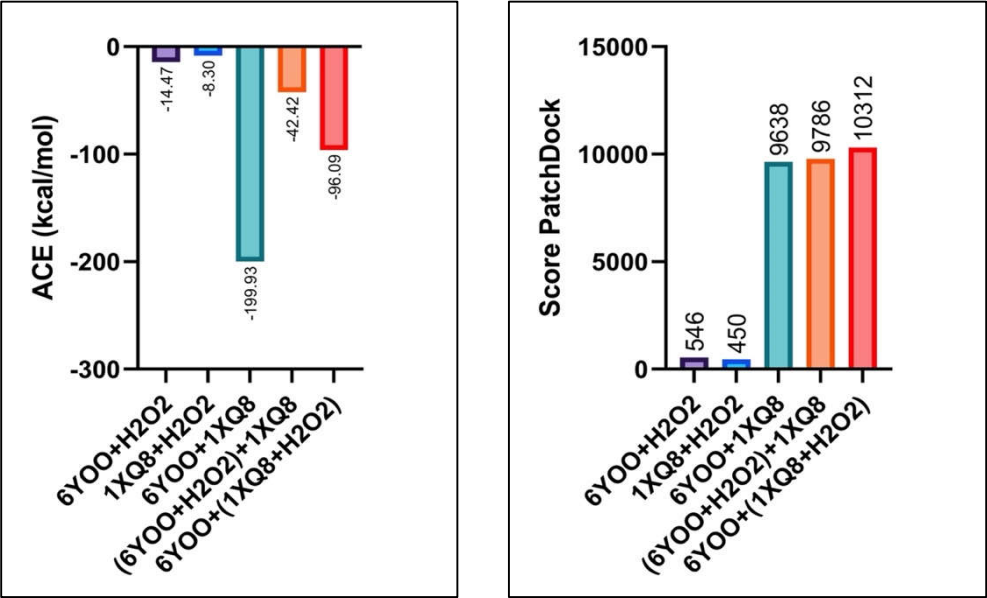 ACE (kcal/mol)
0
-100
-200
-300
-14.47
-8.30
-199.93
-42.42
-96.09
6YOO+H2O2
1XQ8+H2O2
6YOO+1XQ8
(6YOO+H2O2)+1XQ8
6YOO+(1XQ8+H2O2)
Score PatchDock
15000
10000
5000
0
546
450
9638
9786
10312
6YOO+H2O2
1XQ8+H2O2
6YOO+1XQ8
(6YOO+H2O2)+1XQ8
6YOO+(1XQ8+H2O2)